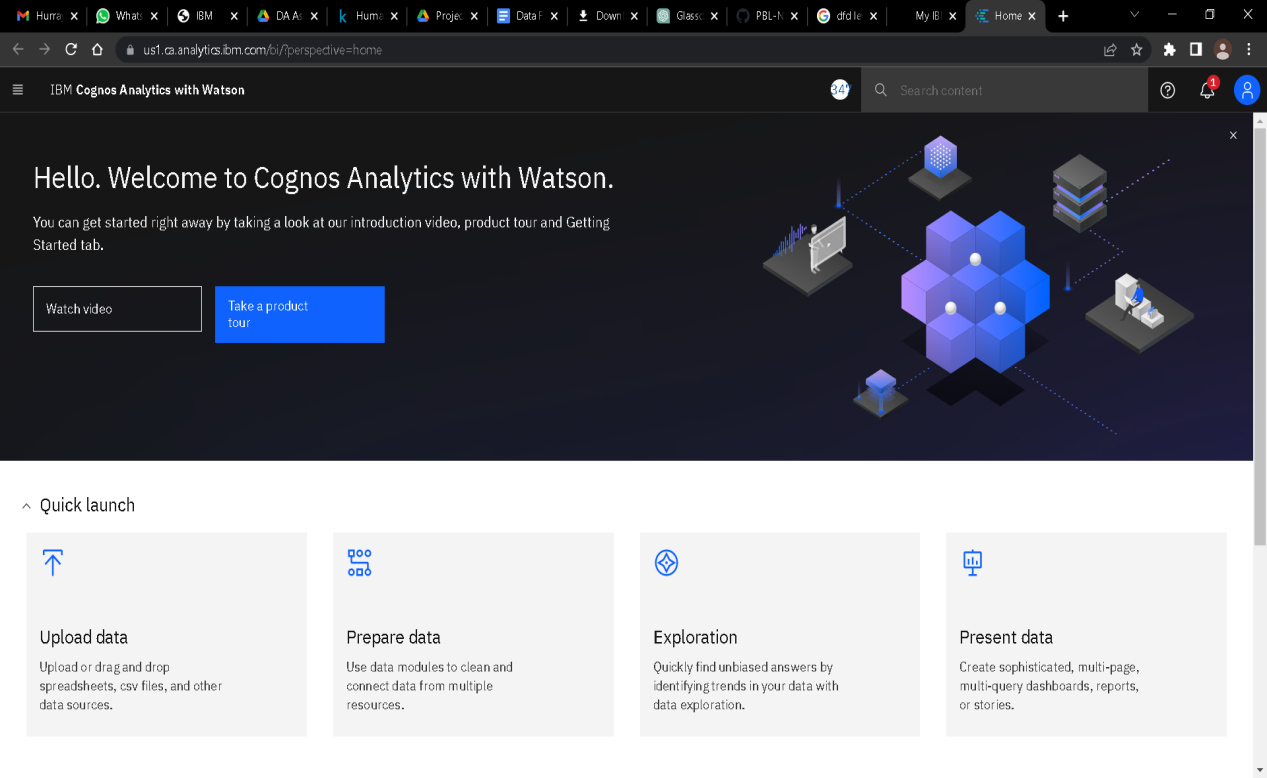 Hurray
Whats
IBM
DA As
Huma
Projec
Data F
Downl
Glassd
PBL-N
dfd le
My IB
Home
us1.ca.analytics.ibm.com/bi/?perspective=home
IBM Cognos Analytics with Watson
34
Search content
1
Hello. Welcome to Cognos Analytics with Watson.
You can get started right away by taking a look at our introduction video, product tour and Getting
Started tab.
Watch video
Take a product
tour
Quick launch
Upload data
Upload or drag and drop
spreadsheets, csv files, and other
data sources.
Prepare data
Use data modules to clean and
connect data from multiple
resources.
Exploration
Quickly find unbiased answers by
identifying trends in your data with
data exploration.
Present data
Create sophisticated, multi-page,
multi-query dashboards, reports,
or stories.